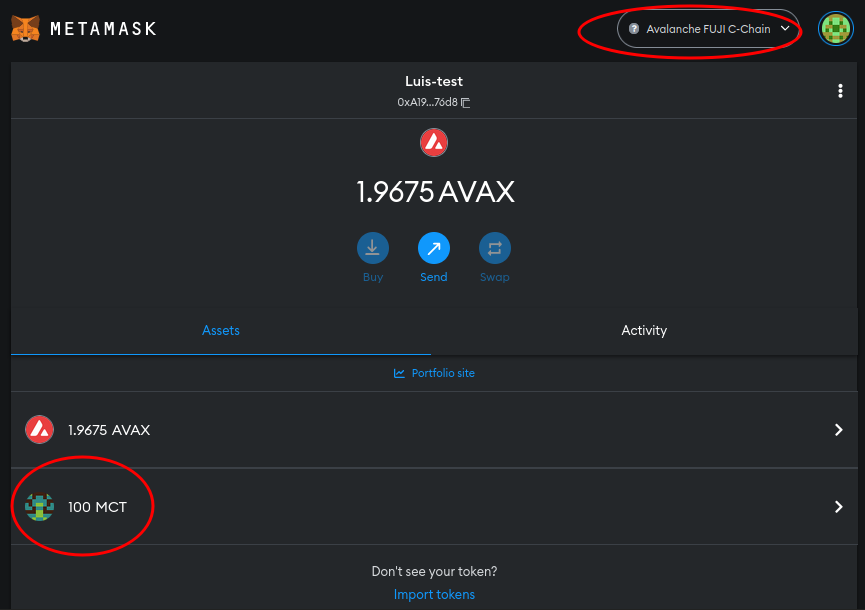 METAMASK
? Avalanche FUJI C-Chain
Luis-test
0xA19...76d8
1.9675 AVAX
Buy Send Swap
Assets Activity
Portfolio site
1.9675 AVAX
100 MCT
Don't see your token?
Import tokens